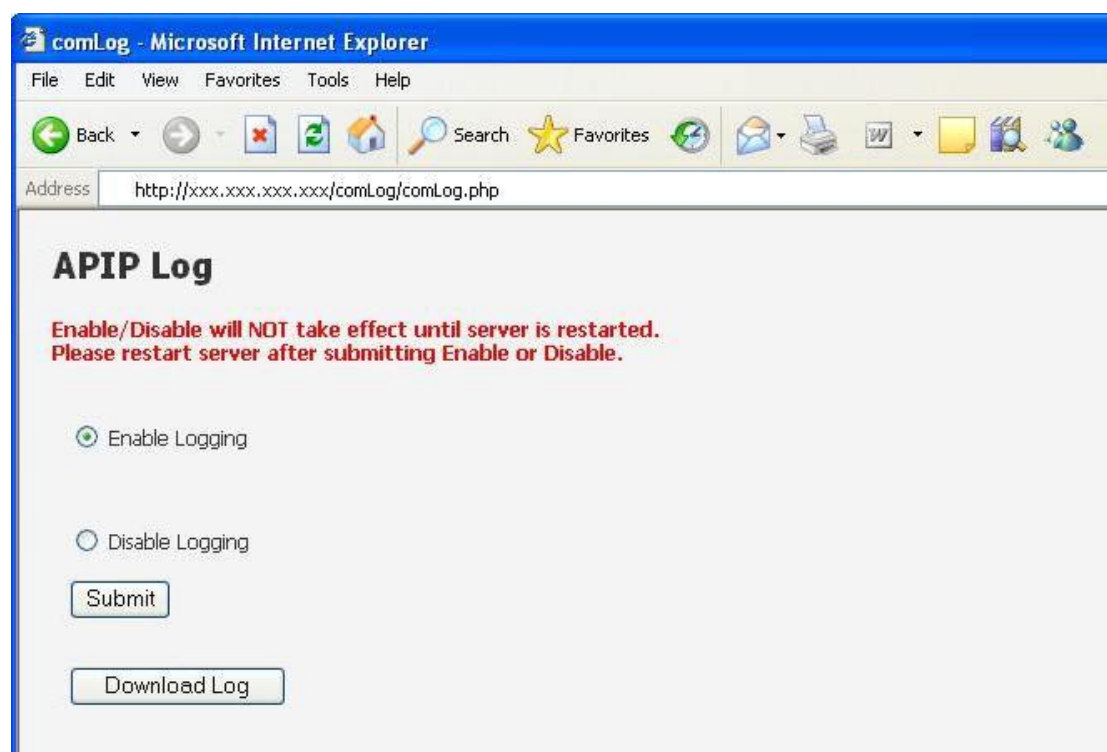 comLog - Microsoft Internet Explorer
File Edit View Favorites Tools Help
Back Search Favorites W
Address http://xxx.xxx.xxx.xxx/comLog/comLog.php
APIP Log
Enable/Disable will NOT take effect until server is restarted.
Please restart server after submitting Enable or Disable.
Enable Logging
Disable Logging
Submit
Download Log